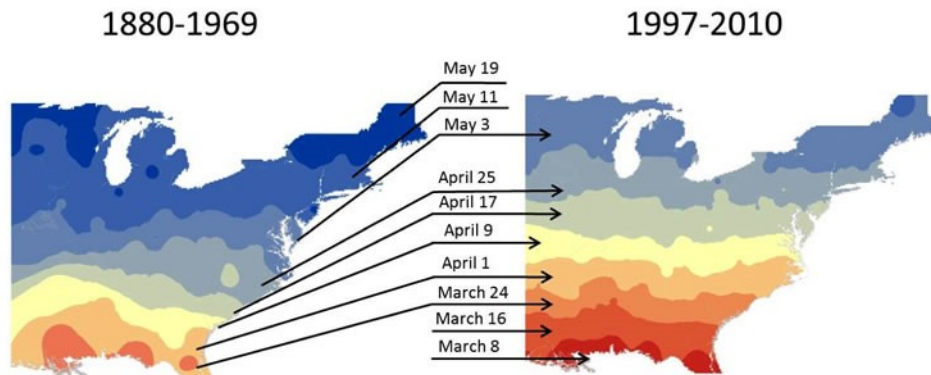 1880-1969
1997-2010
May 19
May 11
May 3
April 25
April 17
April 9
April 1
March 24
March 16
March 8